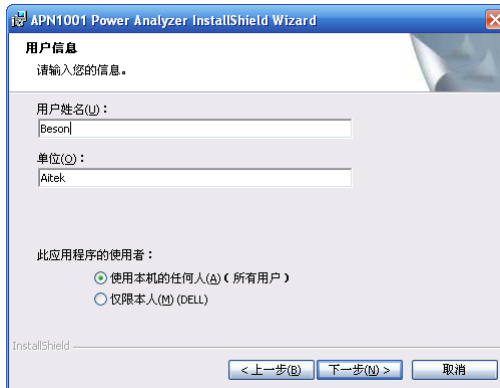 APN1001 Power Analyzer InstallShield Wizard
用户信息
请输入您的信息。
用户姓名(U)：
Beson
单位(O)：
Aitek
此应用程序的使用者：
使用本机的任何人(A)（所有用户）
仅限本人(M) (DELL)
InstallShield
< 上一步(B) 下一步(N) > 取消